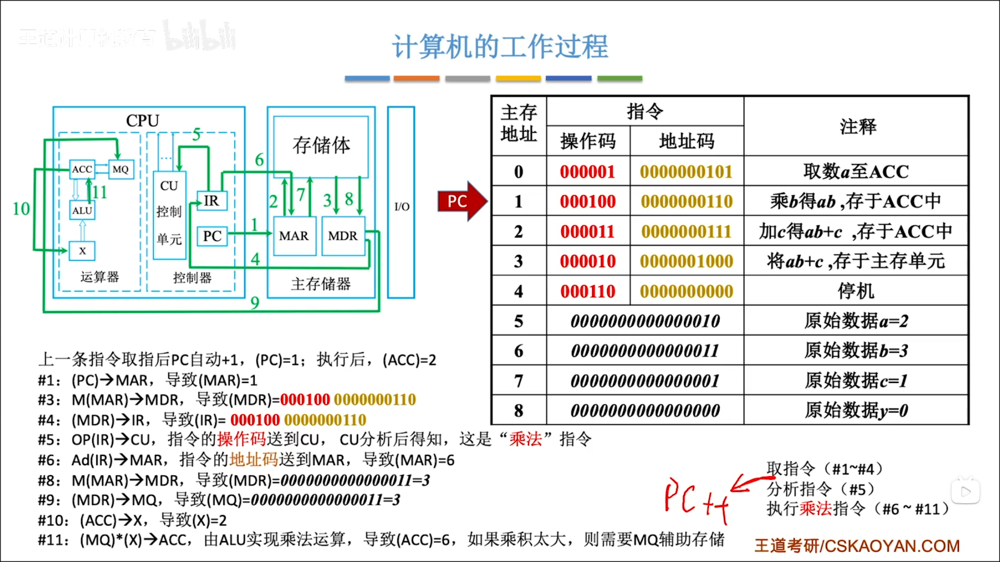 王道计算机教育 bilibili
计算机的工作过程
CPU
5
6
ACC
MQ
CU
控制
单元
...
IR
PC
ALU
X
10
11
运算器
控制器
存储体
2
7
3
8
1
MAR
MDR
4
主存储器
9
I/O
PC
主存地址 指令 注释
操作码 地址码
0 000001 0000000101 取数a至ACC
1 000100 0000000110 乘b得ab ,存于ACC中
2 000011 0000000111 加c得ab+c ,存于ACC中
3 000010 0000001000 将ab+c ,存于主存单元
4 000110 0000000000 停机
5 0000000000000010 原始数据a=2
6 0000000000000011 原始数据b=3
7 0000000000000001 原始数据c=1
8 0000000000000000 原始数据y=0
上一条指令取指后PC自动+1，(PC)=1；执行后，(ACC)=2
#1：(PC)→MAR，导致(MAR)=1
#3：M(MAR)→MDR，导致(MDR)=000100 0000000110
#4：(MDR)→IR，导致(IR)= 000100 0000000110
#5：OP(IR)→CU，指令的操作码送到CU， CU分析后得知，这是“乘法”指令
#6：Ad(IR)→MAR，指令的地址码送到MAR，导致(MAR)=6
#8：M(MAR)→MDR，导致(MDR)=0000000000000011=3
#9：(MDR)→MQ，导致(MQ)=0000000000000011=3
#10：(ACC)→X，导致(X)=2
#11：(MQ)*(X)→ACC，由ALU实现乘法运算，导致(ACC)=6，如果乘积太大，则需要MQ辅助存储
PC++
取指令（#1~#4）
分析指令（#5）
执行乘法指令（#6 ~ #11）
王道考研/CSKAOYAN.COM